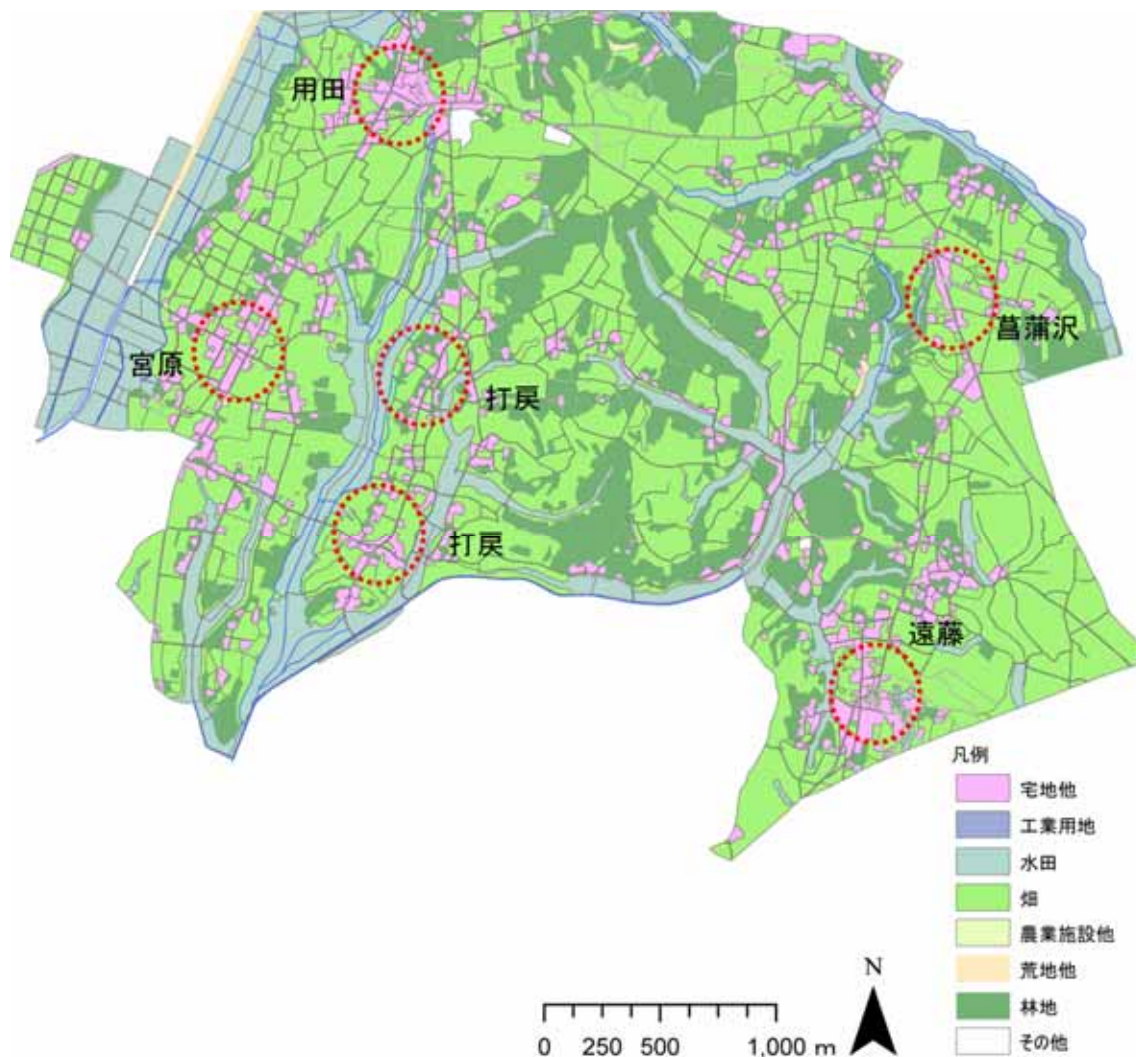 用田
菖蒲沢
宮原
打戻
打戻
遠藤
凡例
宅地他
工業用地
水田
畑
農業施設他
荒地他
林地
その他
N
0 250 500 1,000 m